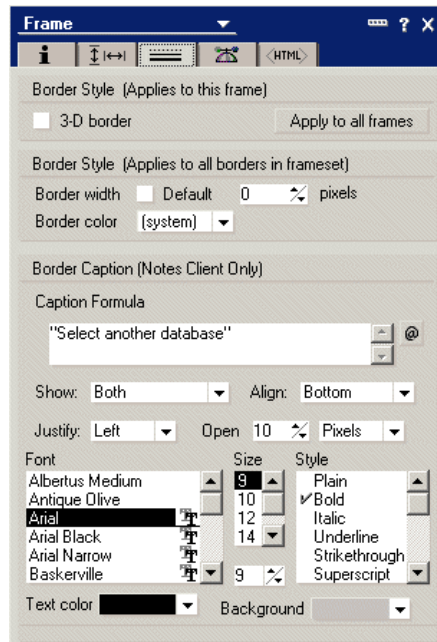 Frame ? X
i <HTML>
Border Style (Applies to this frame)
3-D border Apply to all frames
Border Style (Applies to all borders in frameset)
Border width Default 0 pixels
Border color (system)
Border Caption (Notes Client Only)
Caption Formula
"Select another database" @
Show: Both Align: Bottom
Justify: Left Open 10 Pixels
Font Size Style
Albertus Medium 9 Plain
Antique Olive 10 Bold
Arial 12 Italic
Arial Black 14 Underline
Arial Narrow Strikethrough
Baskerville 9 Superscript
Text color Background